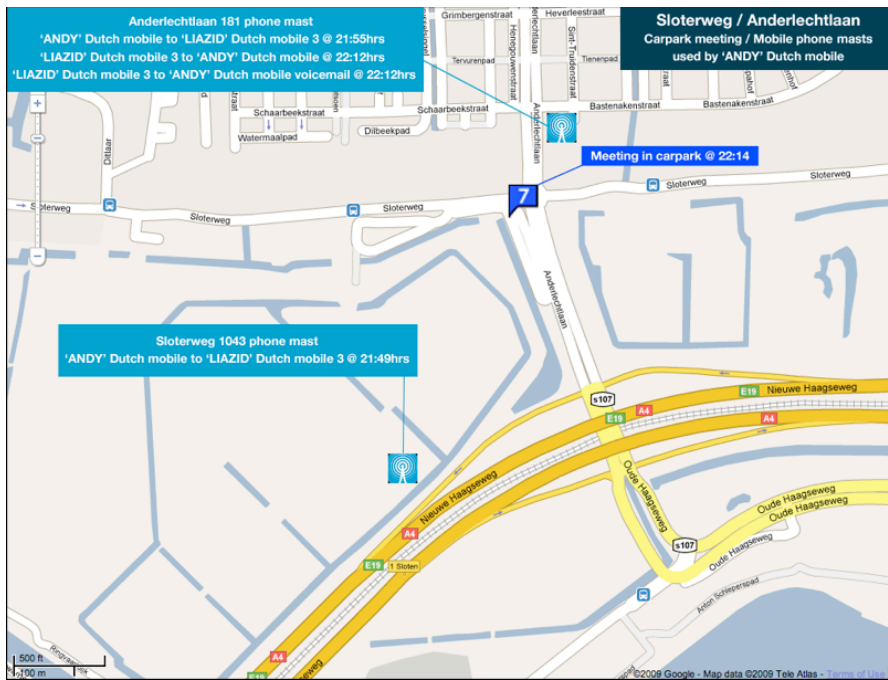 Anderlechtlaan 181 phone mast
‘ANDY’ Dutch mobile to ‘LIAZID’ Dutch mobile 3 @ 21:55hrs
‘LIAZID’ Dutch mobile 3 to ‘ANDY’ Dutch mobile @ 22:12hrs
‘LIAZID’ Dutch mobile 3 to ‘ANDY’ Dutch mobile voicemail @ 22:12hrs
Sloterweg / Anderlechtlaan
Carpark meeting / Mobile phone masts
used by ‘ANDY’ Dutch mobile
Grimbergenstraat
Heverleestraat
Anderlechtlaan
Henegouwenstraat
Sint-Truidenstraat
Tervurenpad
Tienenpad
Schaarbeekstraat
Schaarbeekstraat
Bastenakenstraat
Bastenakenstraat
Watermaalpad
Dilbeekpad
Anderlechtlaan
Ditlaar
Meeting in carpark @ 22:14
7
Sloterweg
Sloterweg
Sloterweg
Sloterweg
Sloterweg
Anderlechtlaan
Sloterweg 1043 phone mast
‘ANDY’ Dutch mobile to ‘LIAZID’ Dutch mobile 3 @ 21:49hrs
s107
Nieuwe Haagseweg
E19
A4
E19
A4
Nieuwe Haagseweg
Oude Haagseweg
Oude Haagseweg
Oude Haagseweg
Oude Haagseweg
s107
A4
E19
1 Sloten
Anton Schleperspad
A4
Ringvaartdijk
500 ft
100 m
©2009 Google - Map data ©2009 Tele Atlas - Terms of Use